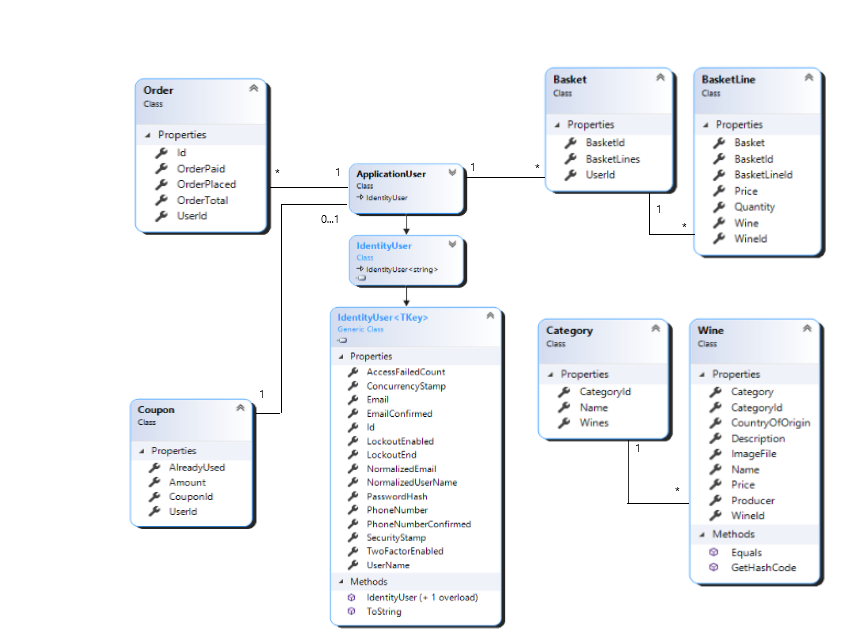 Order
Class
Properties
Id
OrderPaid
OrderPlaced
OrderTotal
UserId
*
1
ApplicationUser
Class
IdentityUser
0...1
1
*
Basket
Class
Properties
BasketId
BasketLines
UserId
1
*
BasketLine
Class
Properties
Basket
BasketId
BasketLineId
Price
Quantity
Wine
WineId
IdentityUser
Class
IdentityUser<string>
IdentityUser<TKey>
Generic Class
Properties
AccessFailedCount
ConcurrencyStamp
Email
EmailConfirmed
Id
LockoutEnabled
LockoutEnd
NormalizedEmail
NormalizedUserName
PasswordHash
PhoneNumber
PhoneNumberConfirmed
SecurityStamp
TwoFactorEnabled
UserName
Methods
IdentityUser (+ 1 overload)
ToString
1
Coupon
Class
Properties
AlreadyUsed
Amount
CouponId
UserId
Category
Class
Properties
CategoryId
Name
Wines
1
*
Wine
Class
Properties
Category
CategoryId
CountryOfOrigin
Description
ImageFile
Name
Price
Producer
WineId
Methods
Equals
GetHashCode